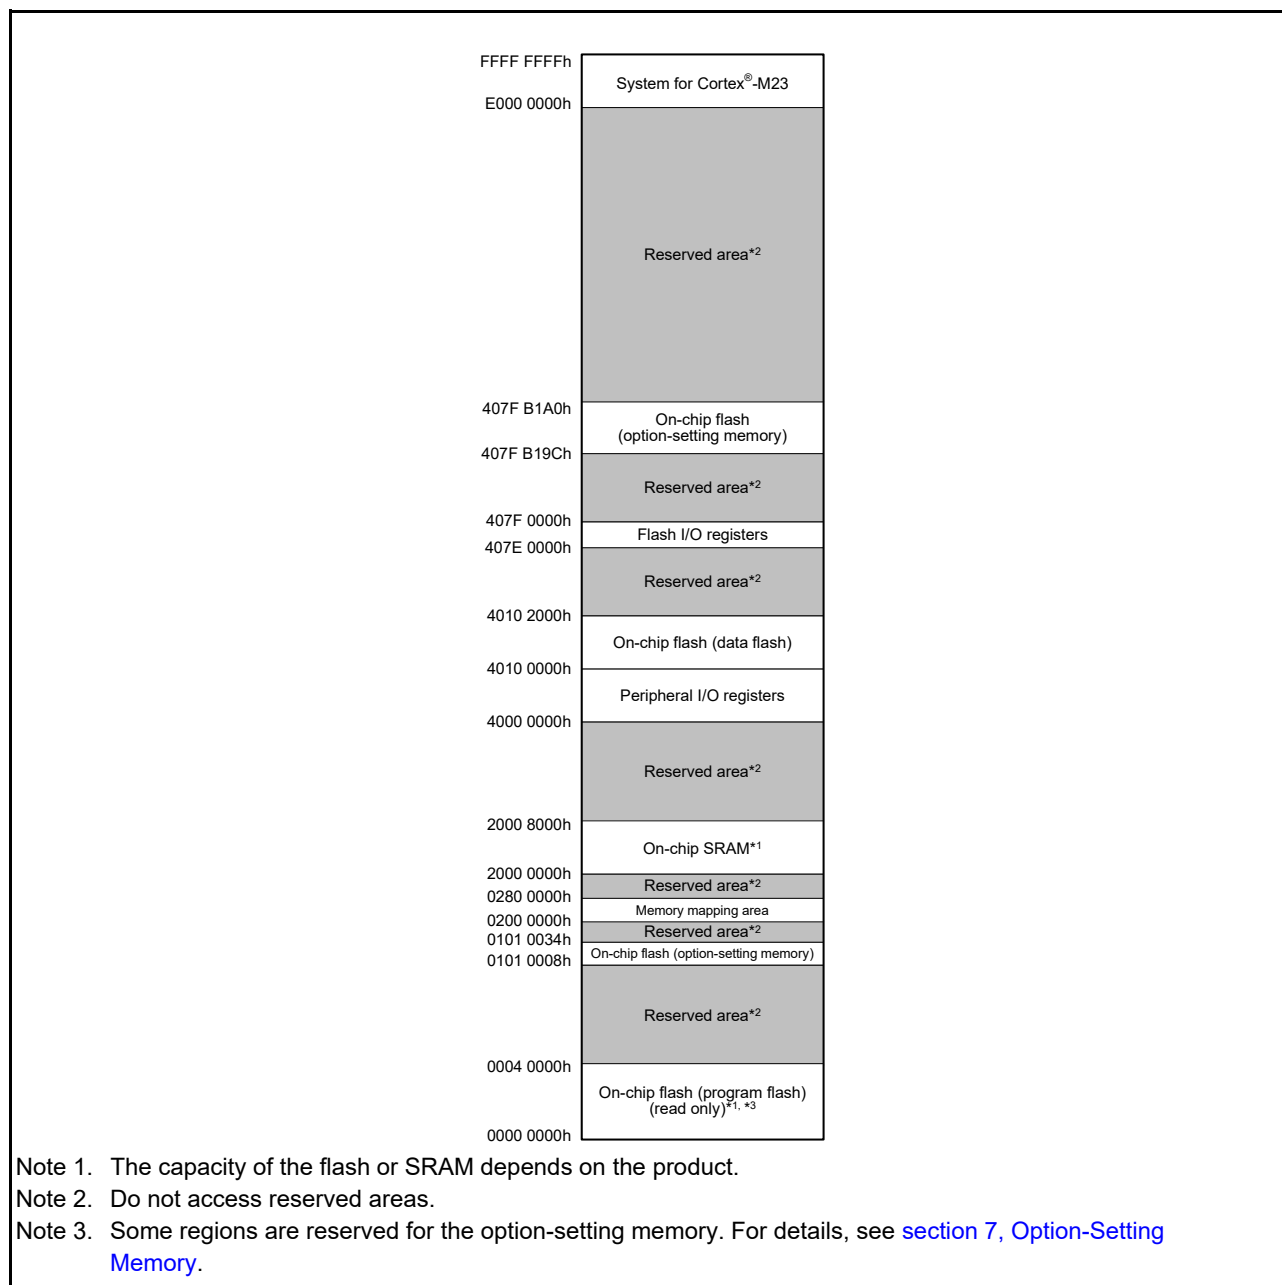 FFFF FFFFh
System for Cortex®-M23
E000 0000h
Reserved area*2
407F B1A0h
On-chip flash
(option-setting memory)
407F B19Ch
Reserved area*2
407F 0000h
Flash I/O registers
407E 0000h
Reserved area*2
4010 2000h
On-chip flash (data flash)
4010 0000h
Peripheral I/O registers
4000 0000h
Reserved area*2
2000 8000h
On-chip SRAM*1
2000 0000h
Reserved area*2
0280 0000h
Memory mapping area
0200 0000h
Reserved area*2
0101 0034h
On-chip flash (option-setting memory)
0101 0008h
Reserved area*2
0004 0000h
On-chip flash (program flash)
(read only)*1, *3
0000 0000h
Note 1. The capacity of the flash or SRAM depends on the product.
Note 2. Do not access reserved areas.
Note 3. Some regions are reserved for the option-setting memory. For details, see section 7, Option-Setting
Memory.